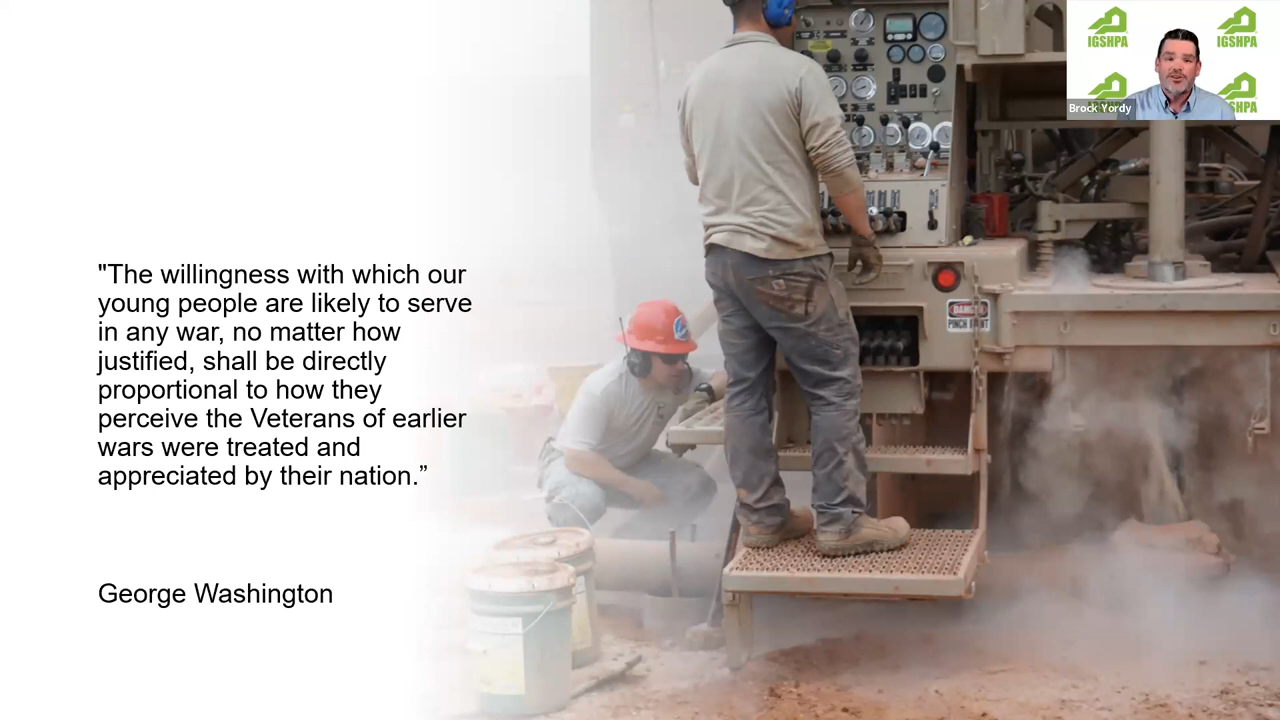 "The willingness with which our
young people are likely to serve
in any war, no matter how
justified, shall be directly
proportional to how they
perceive the Veterans of earlier
wars were treated and
appreciated by their nation.”
George Washington
IGSHPA
IGSHPA
IGSHPA
Brock Yordy
DANGER
PINCH POINT